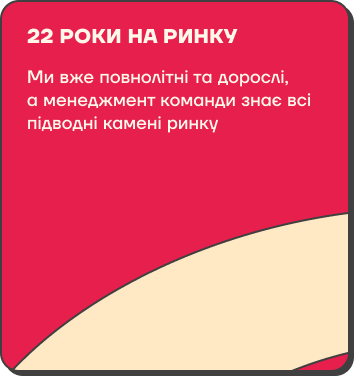 22 РОКИ НА РИНКУ
Ми вже повнолітні та дорослі,
а менеджмент команди знає всі
підводні камені ринку